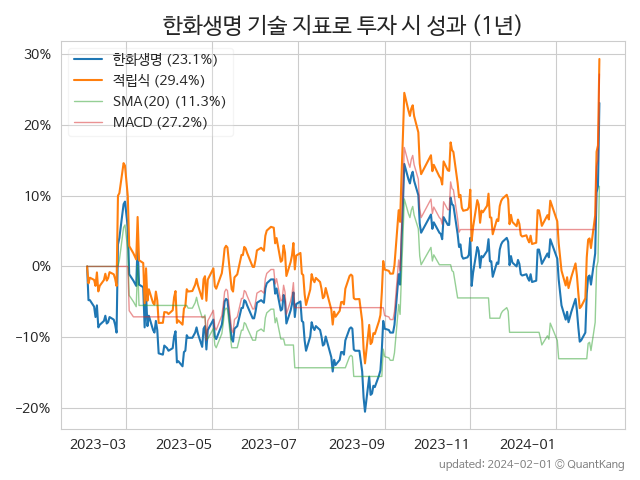 한화생명 기술 지표로 투자 시 성과 (1년)
한화생명 (23.1%)
적립식 (29.4%)
SMA(20) (11.3%)
MACD (27.2%)
30%
20%
10%
0%
−10%
−20%
2023-03 2023-05 2023-07 2023-09 2023-11 2024-01
updated: 2024-02-01 © QuantKang